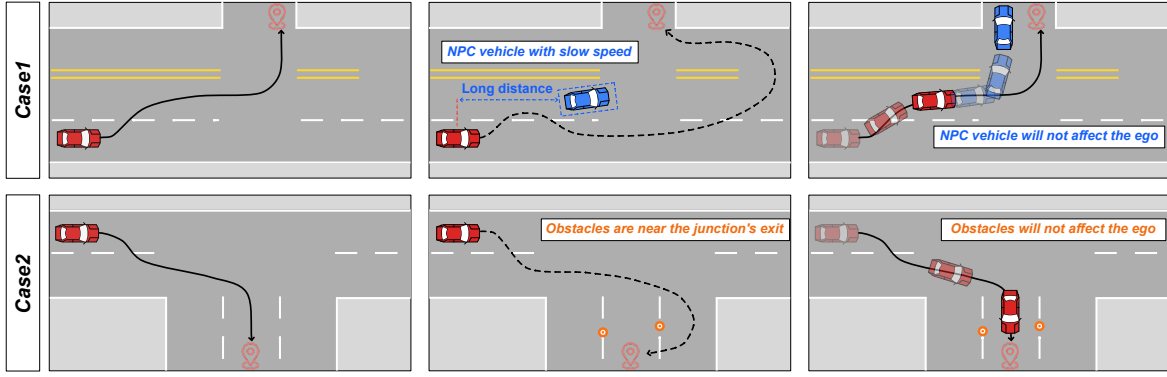 Case1
NPC vehicle with slow speed
Long distance
NPC vehicle will not affect the ego
Case2
Obstacles are near the junction's exit
Obstacles will not affect the ego